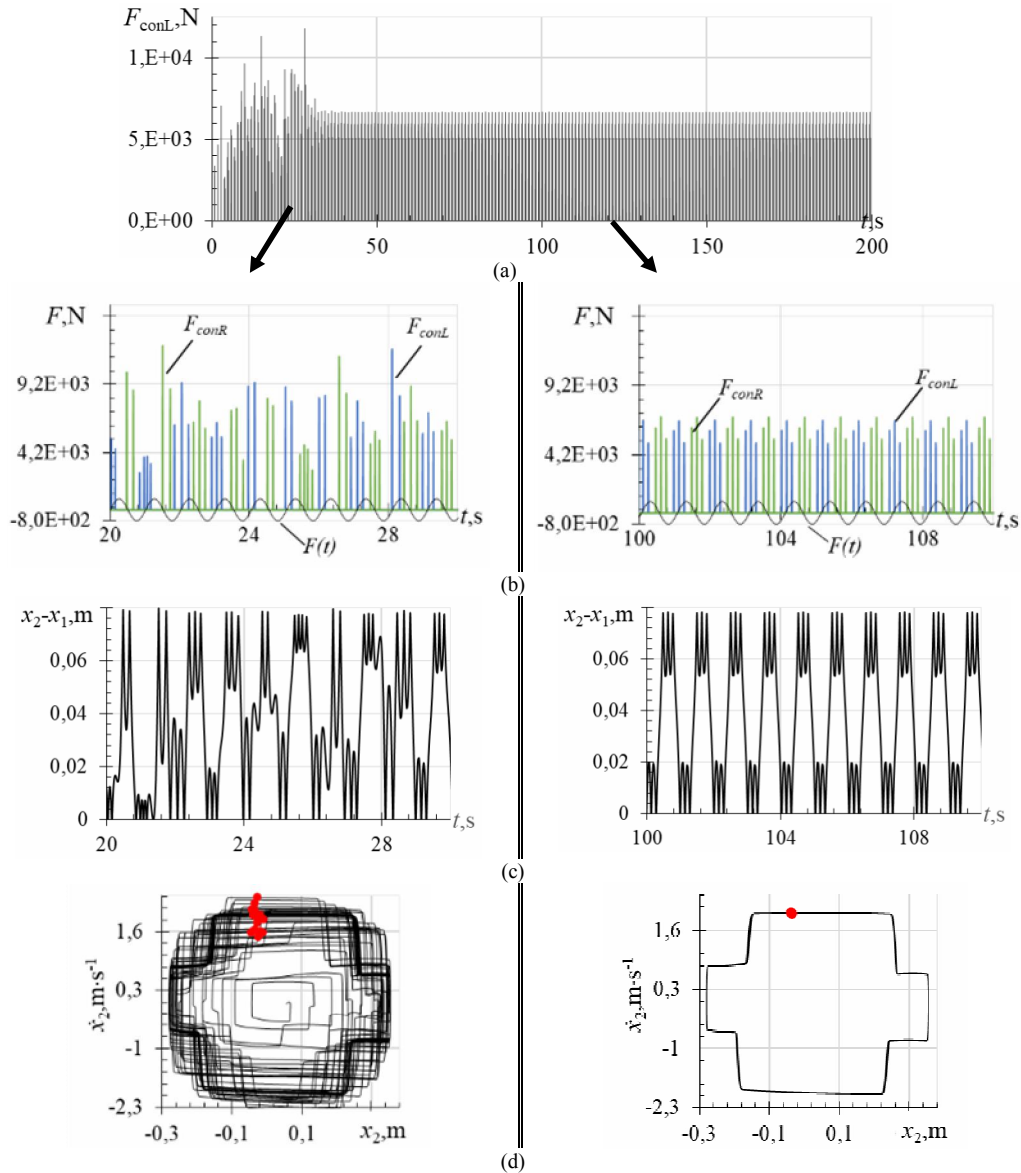 F_conL,N
1,E+04
5,E+03
0,E+00
0 50 100 150 200
t,s
(a)
F,N F_conR F_conL
9,2E+03
4,2E+03
-8,0E+02
20 24 28
t,s
F(t)
F,N F_conR F_conL
9,2E+03
4,2E+03
-8,0E+02
100 104 108
t,s
F(t)
(b)
x₂-x₁,m
0,06
0,04
0,02
0
20 24 28
t,s
x₂-x₁,m
0,06
0,04
0,02
0
100 104 108
t,s
(c)
ẋ₂,m·s⁻¹
1,6
0,3
-1
-2,3
-0,3 -0,1 0,1 x₂,m
ẋ₂,m·s⁻¹
1,6
0,3
-1
-2,3
-0,3 -0,1 0,1 x₂,m
(d)